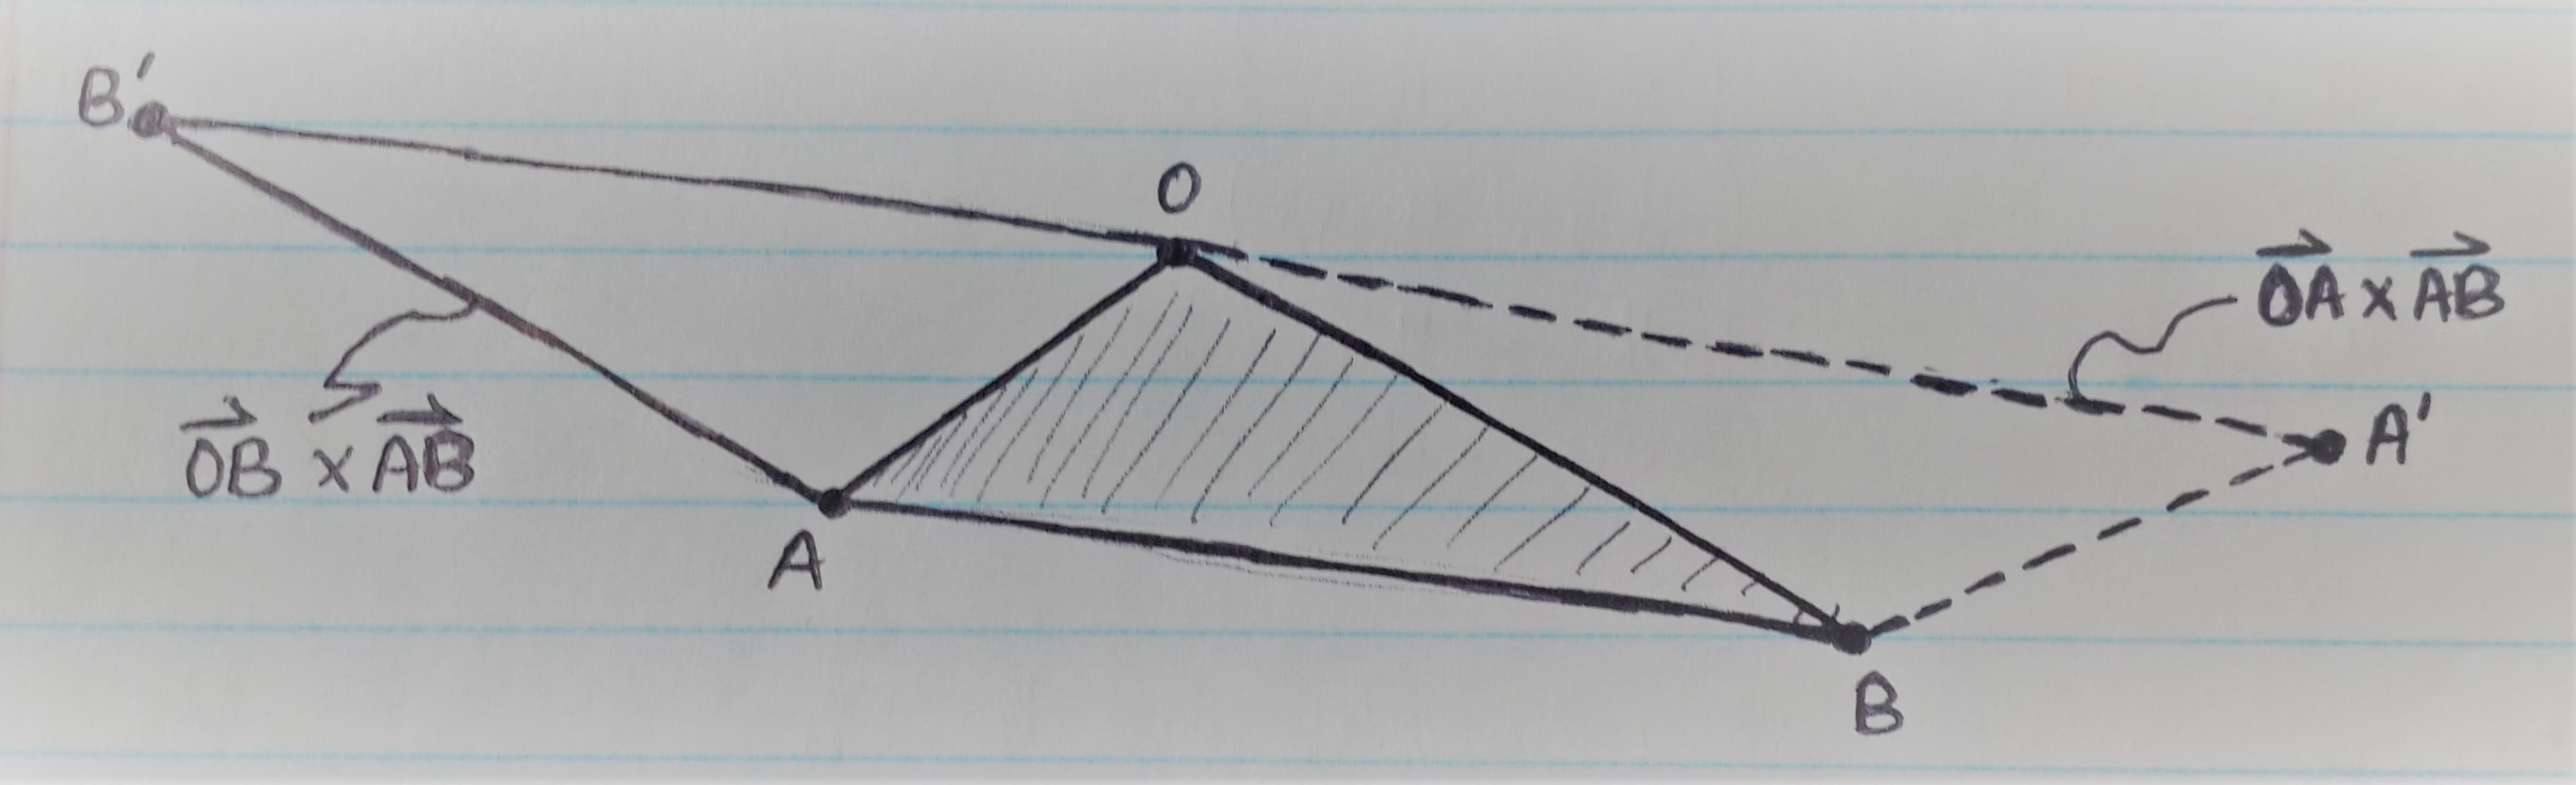 B′
O
OA⃗ × AB⃗
A′
OB⃗ × AB⃗
A
B